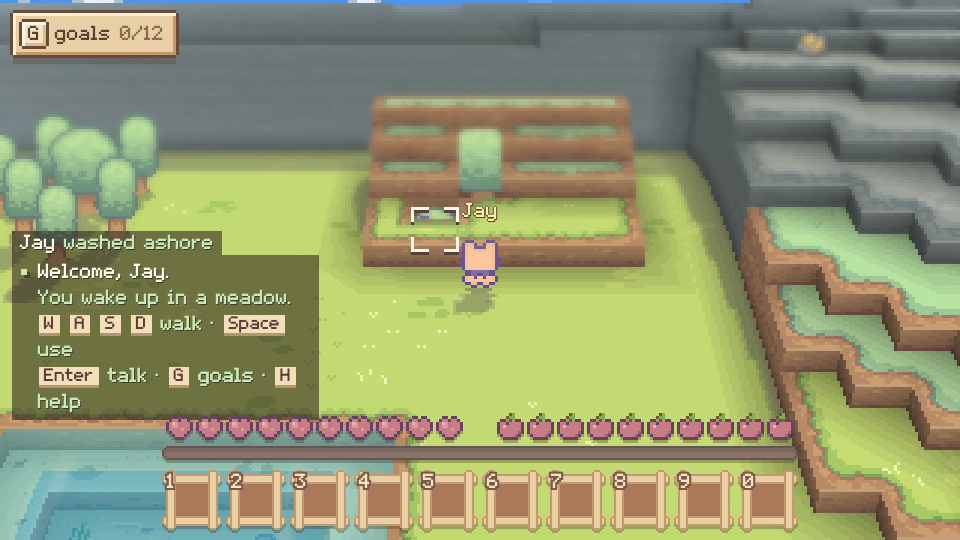 G goals 0/12
Jay
Jay washed ashore
Welcome, Jay.
You wake up in a meadow.
W A S D walk · Space
use
Enter talk · G goals · H
help
1 2 3 4 5 6 7 8 9 0